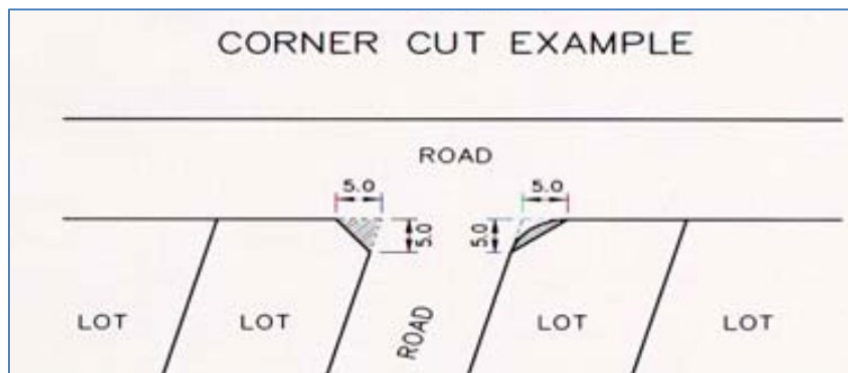 CORNER CUT EXAMPLE
ROAD
5.0 5.0
5.0 5.0
LOT LOT ROAD LOT LOT